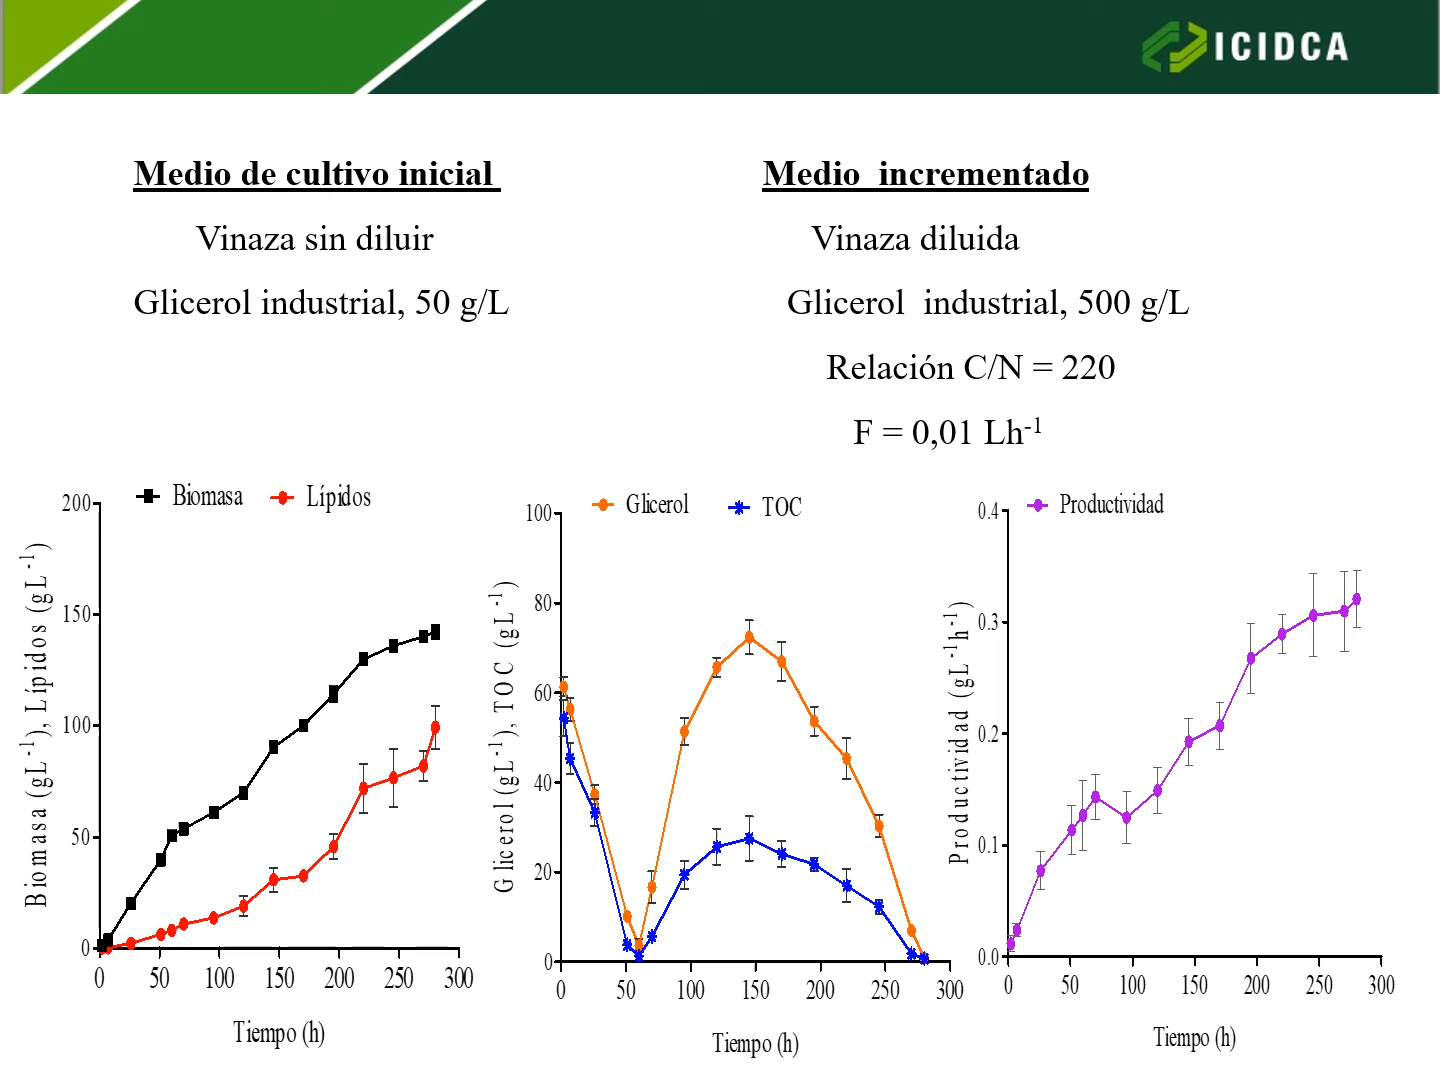 ICIDCA
Medio de cultivo inicial
Vinaza sin diluir
Glicerol industrial, 50 g/L
Medio incrementado
Vinaza diluida
Glicerol industrial, 500 g/L
Relación C/N = 220
F = 0,01 Lh⁻¹
Biomasa Lípidos
Biomasa (gL⁻¹), Lípidos (gL⁻¹)
200
150
100
50
0
0 50 100 150 200 250 300
Tiempo (h)
Glicerol TOC
Glicerol (gL⁻¹), TOC (gL⁻¹)
100
80
60
40
20
0
0 50 100 150 200 250 300
Tiempo (h)
Productividad
Productividad (gL⁻¹h⁻¹)
0.4
0.3
0.2
0.1
0.0
0 50 100 150 200 250 300
Tiempo (h)